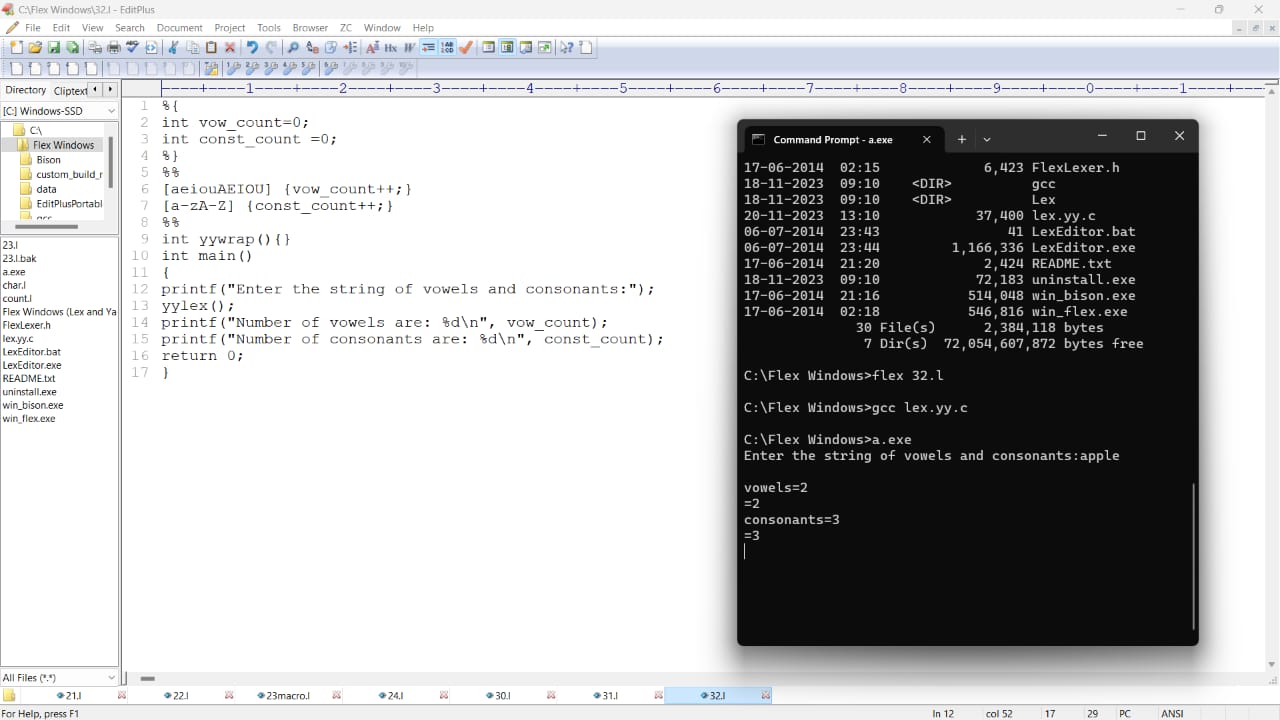 C:\Flex Windows\32.l - EditPlus
File Edit View Search Document Project Tools Browser ZC Window Help
Directory Cliptext
[C:] Windows-SSD
C:\
Flex Windows
Bison
custom_build_r
data
EditPlusPortabl
gcc
23.l
23.l.bak
a.exe
char.l
count.l
Flex Windows (Lex and Ya
FlexLexer.h
lex.yy.c
LexEditor.bat
LexEditor.exe
README.txt
uninstall.exe
win_bison.exe
win_flex.exe
All Files (*.*)
1 %{
2 int vow_count=0;
3 int const_count =0;
4 %}
5 %%
6 [aeiouAEIOU] {vow_count++;}
7 [a-zA-Z] {const_count++;}
8 %%
9 int yywrap(){}
10 int main()
11 {
12 printf("Enter the string of vowels and consonants:");
13 yylex();
14 printf("Number of vowels are: %d\n", vow_count);
15 printf("Number of consonants are: %d\n", const_count);
16 return 0;
17 }
Command Prompt - a.exe
17-06-2014 02:15 6,423 FlexLexer.h
18-11-2023 09:10 <DIR> gcc
18-11-2023 09:10 <DIR> Lex
20-11-2023 13:10 37,400 lex.yy.c
06-07-2014 23:43 41 LexEditor.bat
06-07-2014 23:44 1,166,336 LexEditor.exe
17-06-2014 21:20 2,424 README.txt
18-11-2023 09:10 72,183 uninstall.exe
17-06-2014 21:16 514,048 win_bison.exe
17-06-2014 02:18 546,816 win_flex.exe
30 File(s) 2,384,118 bytes
7 Dir(s) 72,054,607,872 bytes free
C:\Flex Windows>flex 32.l
C:\Flex Windows>gcc lex.yy.c
C:\Flex Windows>a.exe
Enter the string of vowels and consonants:apple
vowels=2
=2
consonants=3
=3
21.l 22.l 23macro.l 24.l 30.l 31.l 32.l
For Help, press F1 ln 12 col 52 17 29 PC ANSI